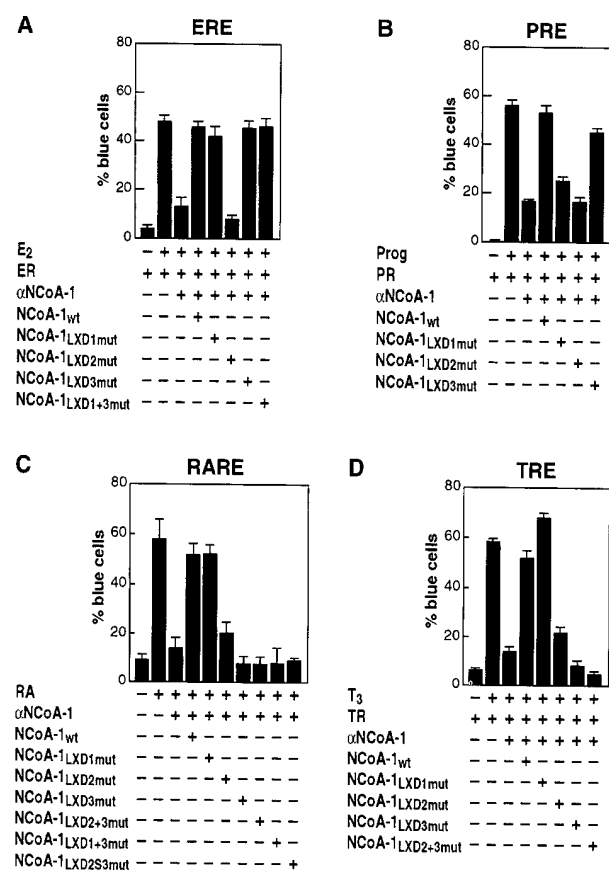 A
ERE
% blue cells
80
60
40
20
0
E2 – + + + + + + +
ER + + + + + + + +
αNCoA-1 – – + + + + + +
NCoA-1wt – – – + – – – –
NCoA-1LXD1mut – – – – + – – –
NCoA-1LXD2mut – – – – – + – –
NCoA-1LXD3mut – – – – – – + –
NCoA-1LXD1+3mut – – – – – – – +
B
PRE
% blue cells
80
60
40
20
0
Prog – + + + + + +
PR + + + + + + +
αNCoA-1 – – + + + + +
NCoA-1wt – – – + – – –
NCoA-1LXD1mut – – – – + – –
NCoA-1LXD2mut – – – – – + –
NCoA-1LXD3mut – – – – – – +
C
RARE
% blue cells
80
60
40
20
0
RA – + + + + + + + + +
αNCoA-1 – – + + + + + + + +
NCoA-1wt – – – + – – – – – –
NCoA-1LXD1mut – – – – + – – – – –
NCoA-1LXD2mut – – – – – + – – – –
NCoA-1LXD3mut – – – – – – + – – –
NCoA-1LXD2+3mut – – – – – – – + – –
NCoA-1LXD1+3mut – – – – – – – – + –
NCoA-1LXD2S3mut – – – – – – – – – +
D
TRE
% blue cells
80
60
40
20
0
T3 – + + + + + + +
TR + + + + + + + +
αNCoA-1 – – + + + + + +
NCoA-1wt – – – + – – – –
NCoA-1LXD1mut – – – – + – – –
NCoA-1LXD2mut – – – – – + – –
NCoA-1LXD3mut – – – – – – + –
NCoA-1LXD2+3mut – – – – – – – +